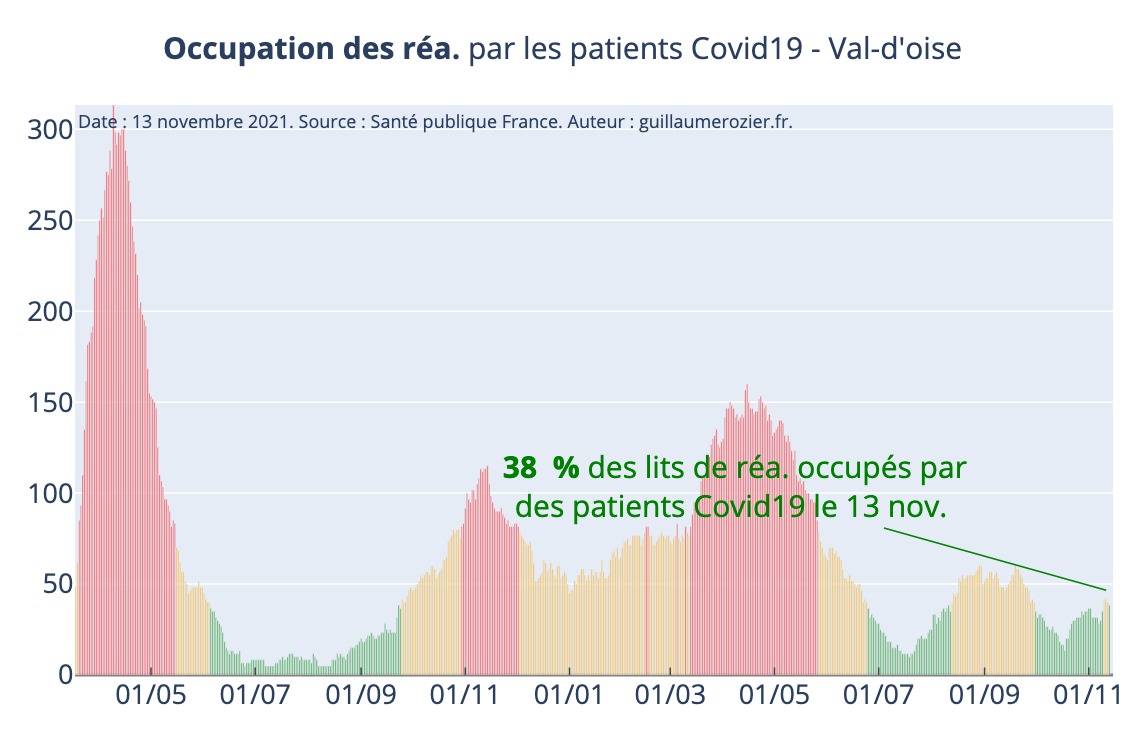 Occupation des réa. par les patients Covid19 - Val-d'oise
Date : 13 novembre 2021. Source : Santé publique France. Auteur : guillaumerozier.fr.
300
250
200
150
100
50
0
38 % des lits de réa. occupés par
des patients Covid19 le 13 nov.
01/05 01/07 01/09 01/11 01/01 01/03 01/05 01/07 01/09 01/11